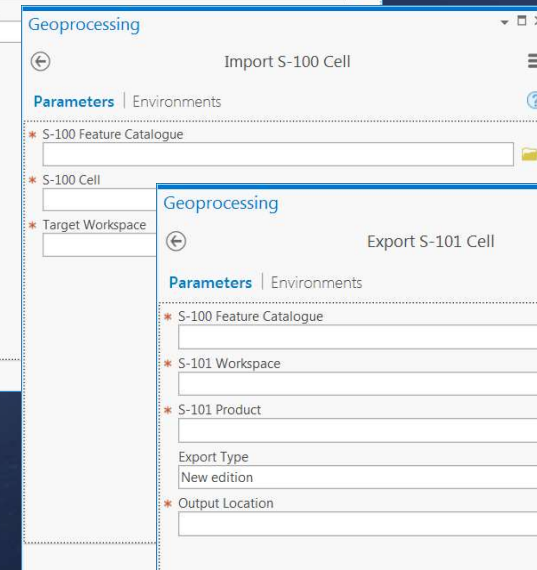 Geoprocessing
Import S-100 Cell
Parameters | Environments
* S-100 Feature Catalogue
* S-100 Cell
* Target Workspace
Geoprocessing
Export S-101 Cell
Parameters | Environments
* S-100 Feature Catalogue
* S-101 Workspace
* S-101 Product
Export Type
New edition
* Output Location